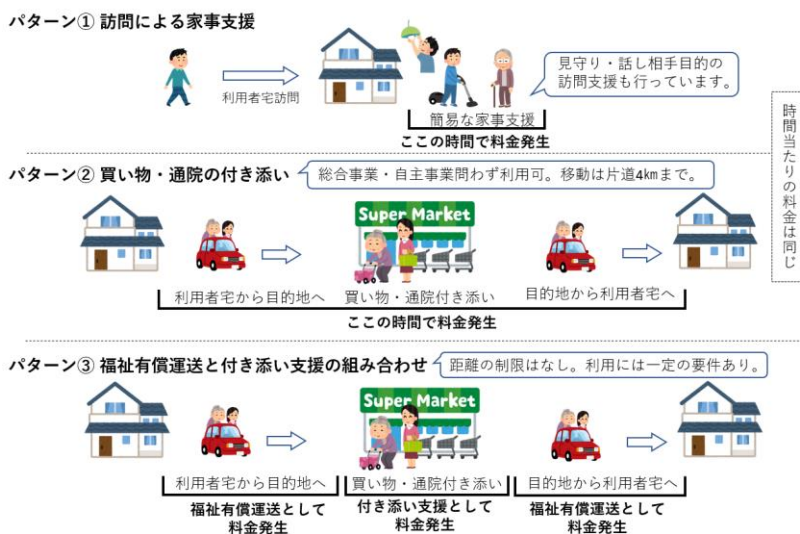 パターン① 訪問による家事支援
利用者宅訪問
見守り・話し相手目的の
訪問支援も行っています。
簡易な家事支援
ここの時間で料金発生
時間当たりの料金は同じ
パターン② 買い物・通院の付き添い
総合事業・自主事業問わず利用可。移動は片道4kmまで。
Super Market
利用者宅から目的地へ
買い物・通院付き添い
目的地から利用者宅へ
ここの時間で料金発生
パターン③ 福祉有償運送と付き添い支援の組み合わせ
距離の制限はなし。利用には一定の要件あり。
Super Market
利用者宅から目的地へ
買い物・通院付き添い
目的地から利用者宅へ
福祉有償運送として
料金発生
付き添い支援として
料金発生
福祉有償運送として
料金発生